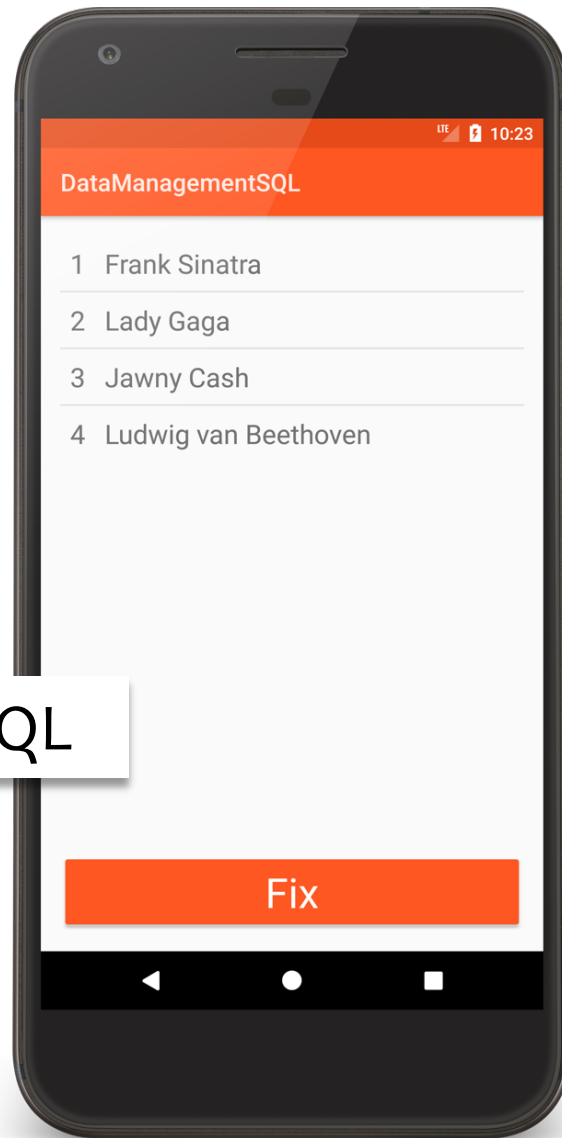 LTE 10:23
DataManagementSQL
1 Frank Sinatra
2 Lady Gaga
3 Jawny Cash
4 Ludwig van Beethoven
QL
Fix